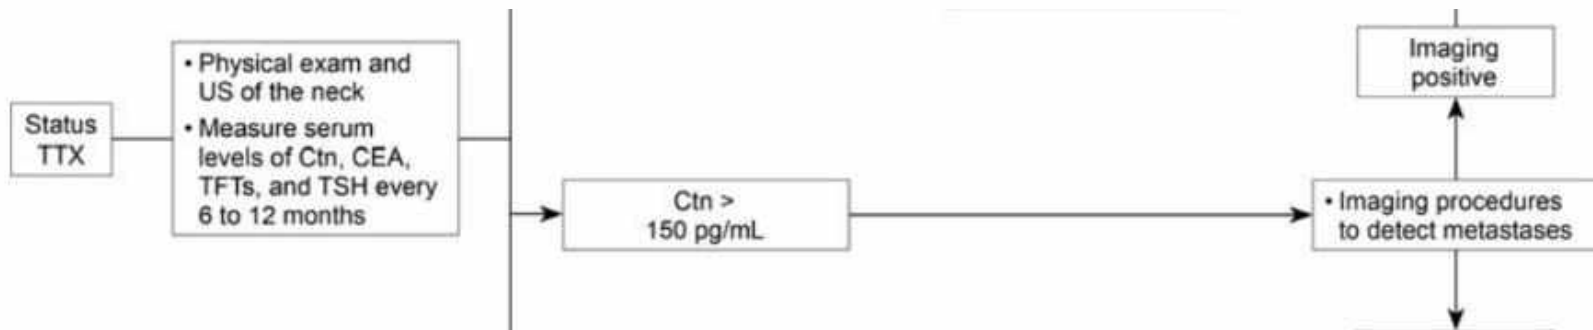 Status
TTX
• Physical exam and
US of the neck
• Measure serum
levels of Ctn, CEA,
TFTs, and TSH every
6 to 12 months
Ctn >
150 pg/mL
Imaging
positive
• Imaging procedures
to detect metastases